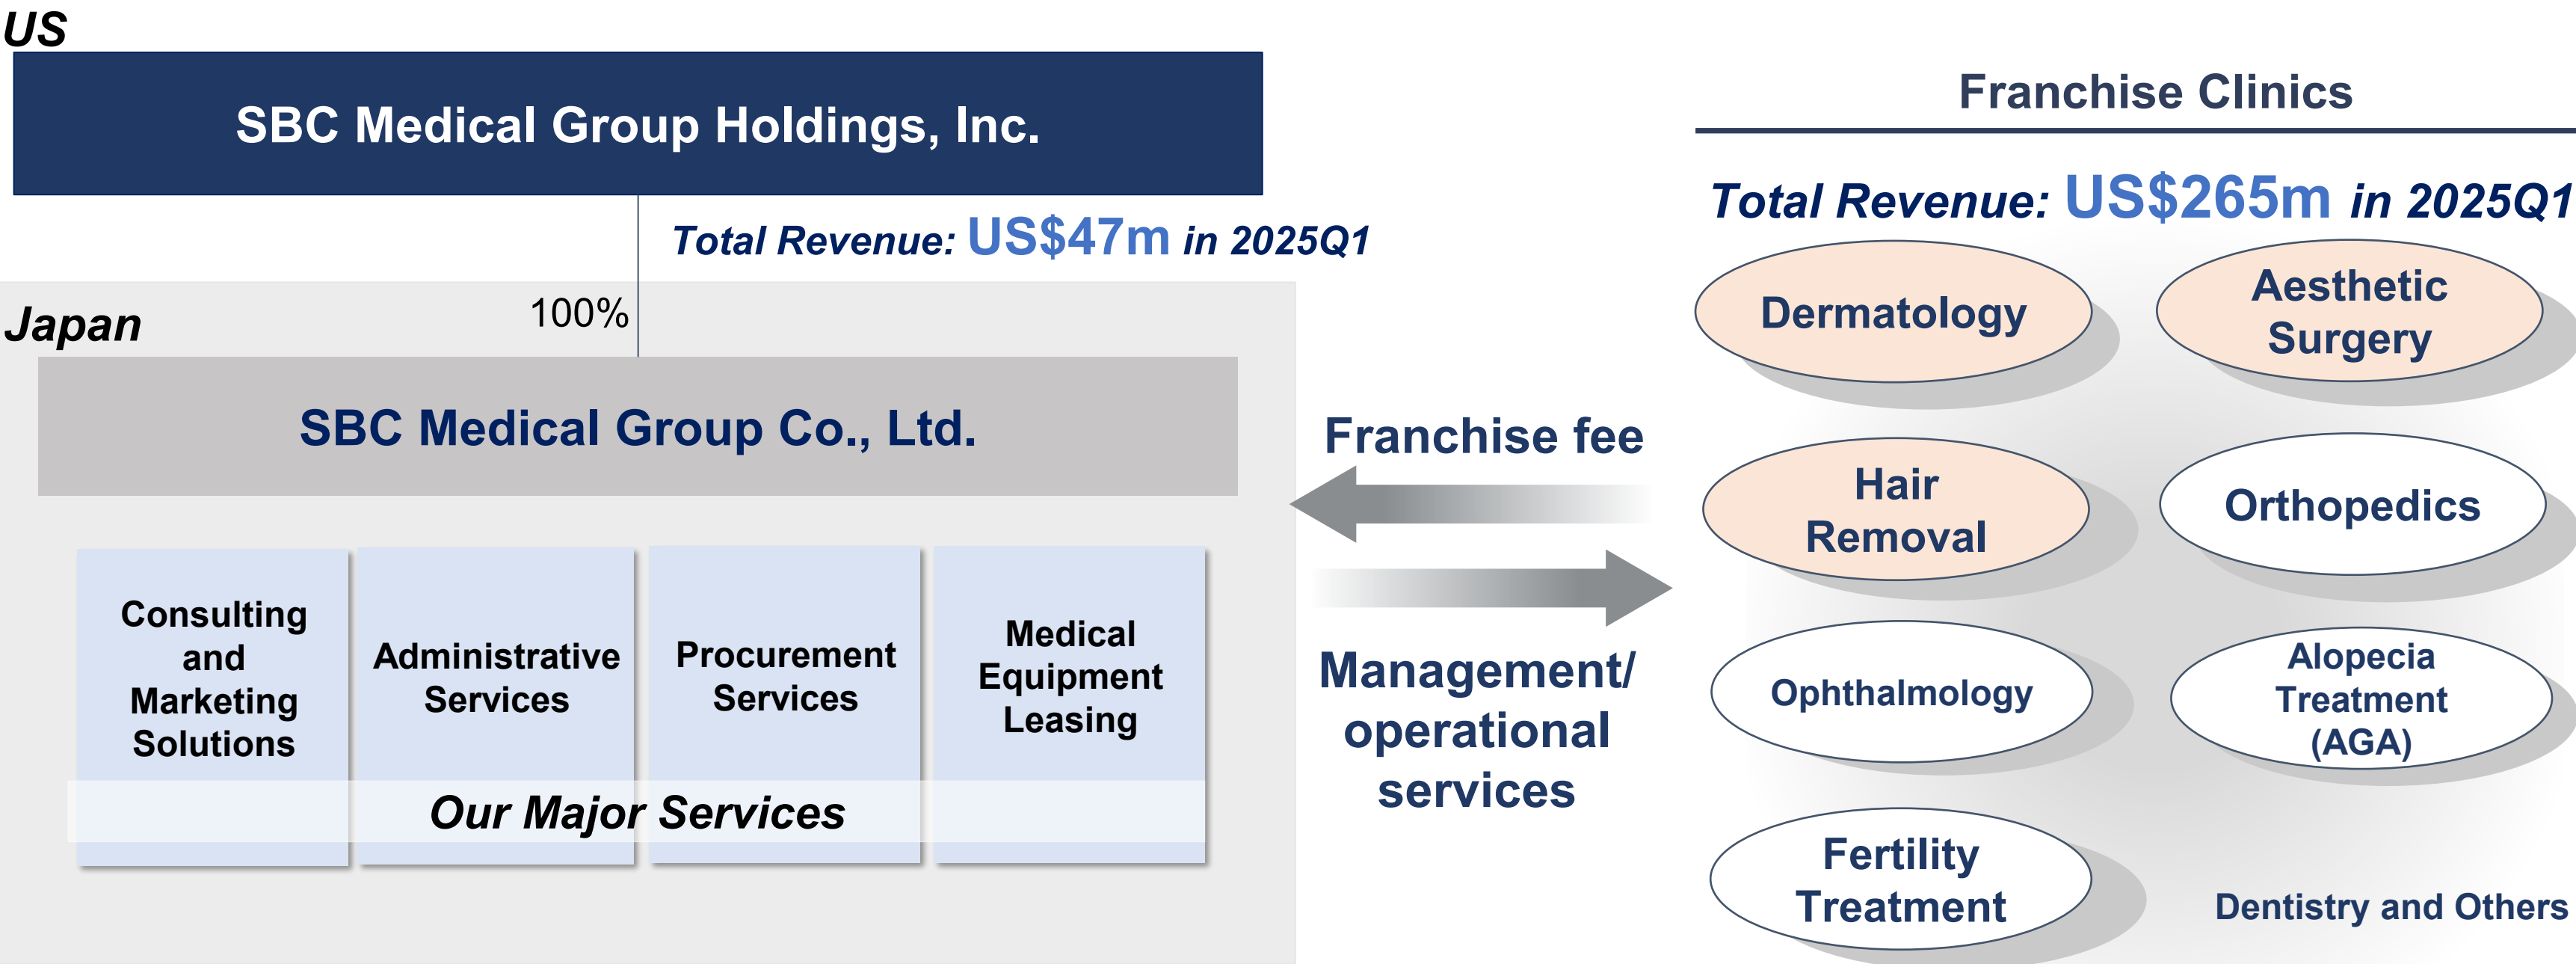 US
SBC Medical Group Holdings, Inc.
Total Revenue: US$47m in 2025Q1
Japan
100%
SBC Medical Group Co., Ltd.
Consulting
and
Marketing
Solutions
Administrative
Services
Procurement
Services
Medical
Equipment
Leasing
Our Major Services
Franchise fee
Management/
operational
services
Franchise Clinics
Total Revenue: US$265m in 2025Q1
Dermatology
Aesthetic
Surgery
Hair
Removal
Orthopedics
Ophthalmology
Alopecia
Treatment
(AGA)
Fertility
Treatment
Dentistry and Others